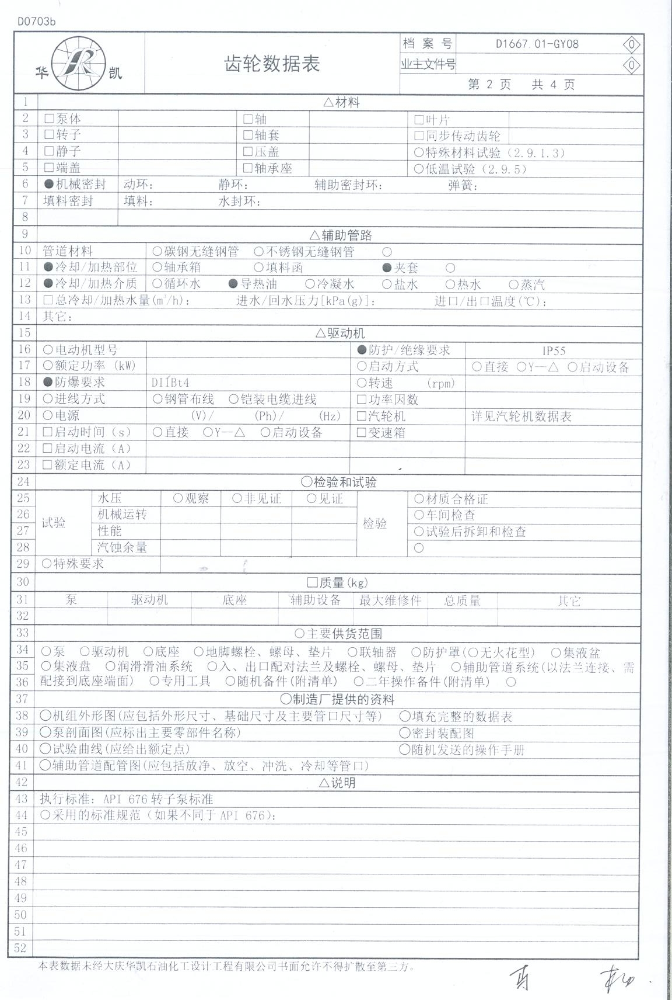 D0703b
华 凯
齿轮数据表
档 案 号 D1667.01-GY08 0
业主文件号 0
第 2 页 共 4 页
1 △材料
2 □泵体 □轴 □叶片
3 □转子 □轴套 □同步传动齿轮
4 □静子 □压盖 ○特殊材料试验（2.9.1.3）
5 □端盖 □轴承座 ○低温试验（2.9.5）
6 ●机械密封 动环： 静环： 辅助密封环： 弹簧：
7 填料密封 填料： 水封环：
8
9 △辅助管路
10 管道材料 ○碳钢无缝钢管 ○不锈钢无缝钢管 ○
11 ●冷却/加热部位 ○轴承箱 ○填料函 ●夹套 ○
12 ●冷却/加热介质 ○循环水 ●导热油 ○冷凝水 ○盐水 ○热水 ○蒸汽
13 □总冷却/加热水量(m³/h)： 进水/回水压力[kPa(g)]： 进口/出口温度(℃)：
14 其它：
15 △驱动机
16 ○电动机型号 ●防护/绝缘要求 IP55
17 ○额定功率 (kW) ○启动方式 ○直接 ○Y—△ ○启动设备
18 ●防爆要求 DIIBt4 ○转速 (rpm)
19 ○进线方式 ○钢管布线 ○铠装电缆进线 □功率因数
20 ○电源 (V)/ (Ph)/ (Hz) □汽轮机 详见汽轮机数据表
21 □启动时间（s） ○直接 ○Y—△ ○启动设备 □变速箱
22 □启动电流（A）
23 □额定电流（A）
24 ○检验和试验
25 水压 ○观察 ○非见证 ○见证 ○材质合格证
26 试验 机械运转 检验 ○车间检查
27 性能 ○试验后拆卸和检查
28 汽蚀余量 ○
29 ○特殊要求
30 □质量(kg)
31 泵 驱动机 底座 辅助设备 最大维修件 总质量 其它
32
33 ○主要供货范围
34 ○泵 ○驱动机 ○底座 ○地脚螺栓、螺母、垫片 ○联轴器 ○防护罩(○无火花型) ○集液盆
35 ○集液盘 ○润滑滑油系统 ○入、出口配对法兰及螺栓、螺母、垫片 ○辅助管道系统(以法兰连接、需
36 配接到底座端面) ○专用工具 ○随机备件(附清单) ○二年操作备件(附清单) ○
37 ○制造厂提供的资料
38 ○机组外形图(应包括外形尺寸、基础尺寸及主要管口尺寸等) ○填充完整的数据表
39 ○泵剖面图(应标出主要零部件名称) ○密封装配图
40 ○试验曲线(应给出额定点) ○随机发送的操作手册
41 ○辅助管道配管图(应包括放净、放空、冲洗、冷却等管口)
42 △说明
43 执行标准：API 676 转子泵标准
44 ○采用的标准规范（如果不同于 API 676）：
45
46
47
48
49
50
51
52
本表数据未经大庆华凯石油化工设计工程有限公司书面允许不得扩散至第三方。